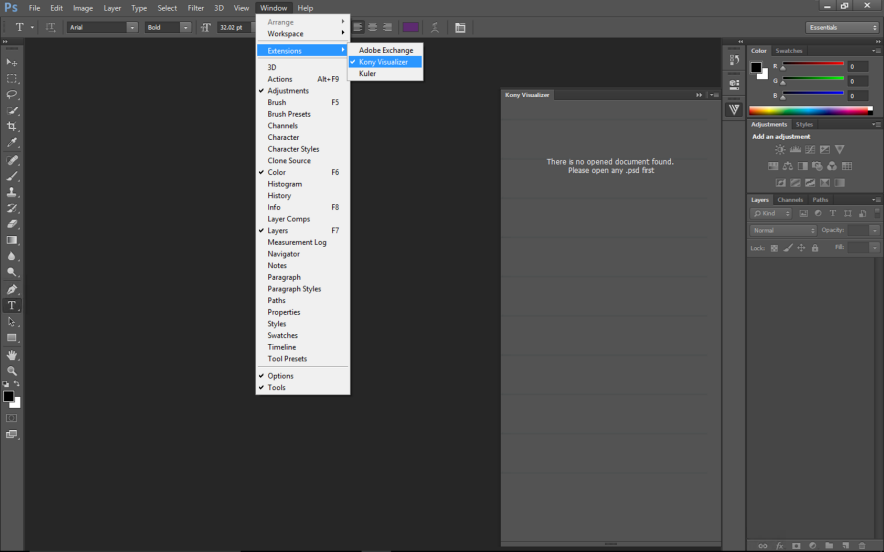 Ps File Edit Image Layer Type Select Filter 3D View Window Help
T T Arial Bold T 32.02 pt Essentials
Arrange
Workspace
Extensions
Adobe Exchange
Kony Visualizer
Kuler
3D
Actions Alt+F9
Adjustments
Brush F5
Brush Presets
Channels
Character
Character Styles
Clone Source
Color F6
Histogram
History
Info F8
Layer Comps
Layers F7
Measurement Log
Navigator
Notes
Paragraph
Paragraph Styles
Paths
Properties
Styles
Swatches
Timeline
Tool Presets
Options
Tools
Kony Visualizer
There is no opened document found.
Please open any .psd first
Color Swatches
R 0
G 0
B 0
Adjustments Styles
Add an adjustment
Layers Channels Paths
Kind T
Normal Opacity:
Lock: Fill:
T
fx